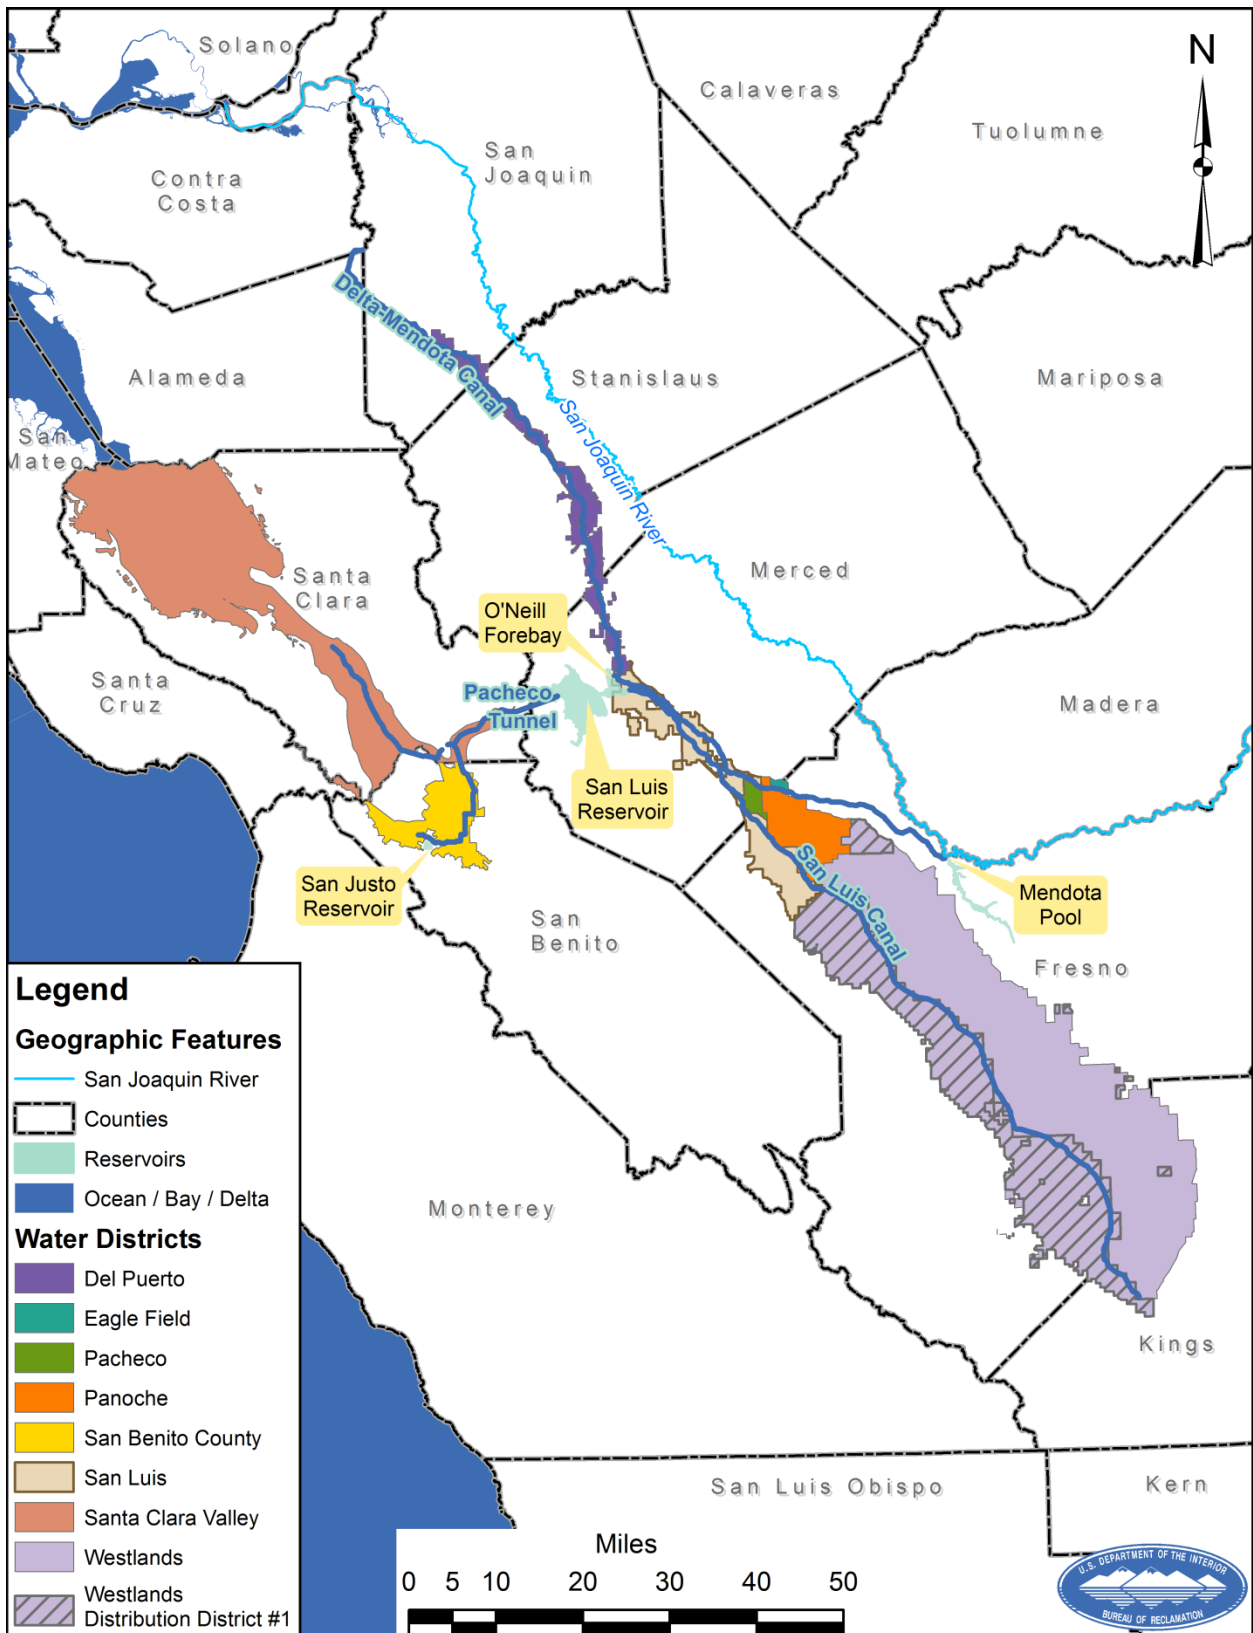 Solano
Calaveras
Tuolumne
N
San
Joaquin
Contra
Costa
Delta-Mendota Canal
Alameda
Stanislaus
Mariposa
San Joaquin River
San
Mateo
Santa
Clara
Merced
O'Neill
Forebay
Santa
Cruz
Pacheco
Tunnel
Madera
San Luis
Reservoir
San Luis Canal
San Justo
Reservoir
Mendota
Pool
San
Benito
Fresno
Monterey
Kings
San Luis Obispo
Kern
Legend
Geographic Features
San Joaquin River
Counties
Reservoirs
Ocean / Bay / Delta
Water Districts
Del Puerto
Eagle Field
Pacheco
Panoche
San Benito County
San Luis
Santa Clara Valley
Westlands
Westlands
Distribution District #1
Miles
0 5 10 20 30 40 50
U.S. DEPARTMENT OF THE INTERIOR
BUREAU OF RECLAMATION